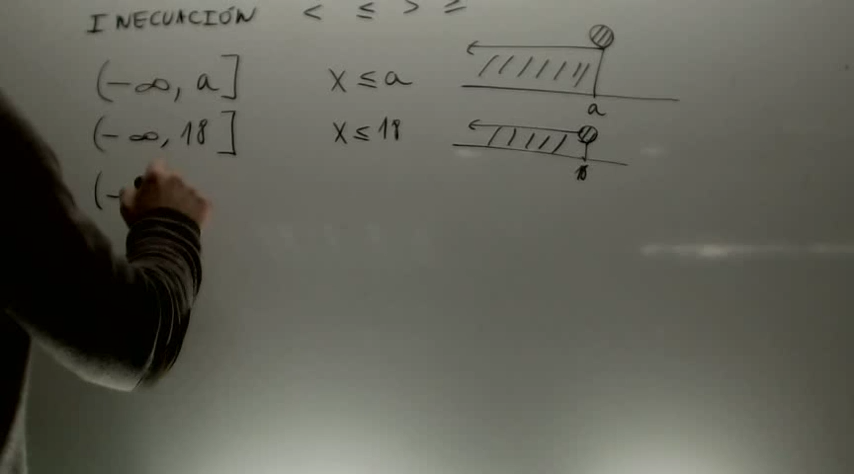 INECUACIÓN < ≤ > ≥
(-∞, a] x ≤ a a
(-∞, 18] x ≤ 18 18
(-